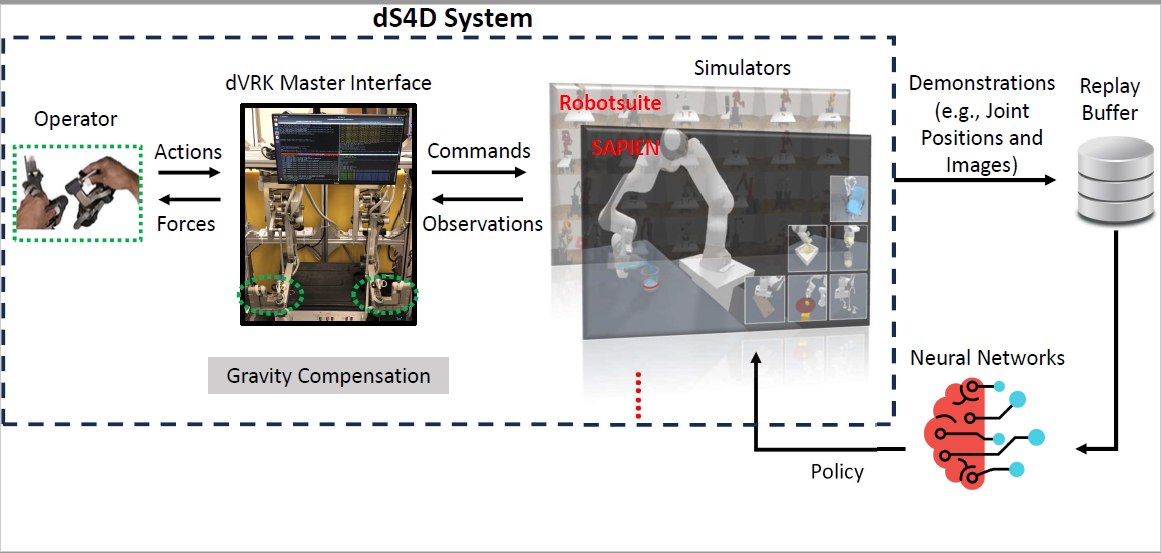 dS4D System
Simulators
dVRK Master Interface
Operator
Actions
Forces
Commands
Observations
Robotsuite
SAPIEN
Demonstrations
(e.g., Joint
Positions and
Images)
Replay
Buffer
Gravity Compensation
Neural Networks
Policy